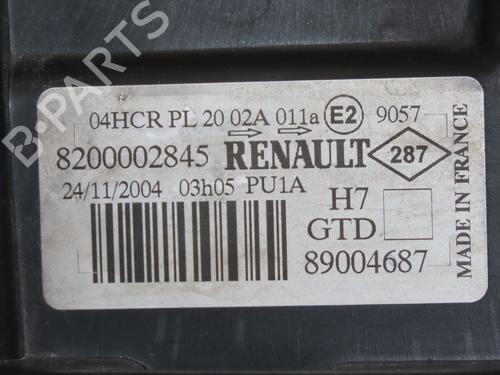 04HCR PL 20 02A 011a E2 9057
8200002845 RENAULT 287
24/11/2004 03h05 PU1A
H7
GTD
89004687
MADE IN FRANCE
B-PARTS